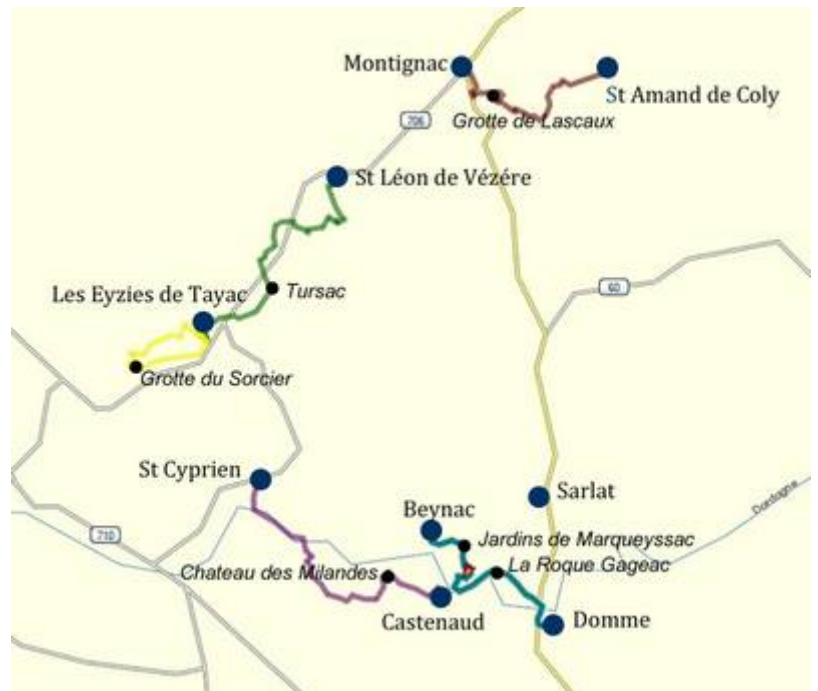 Montignac
St Amand de Coly
Grotte de Lascaux
706
St Léon de Vézére
60
Les Eyzies de Tayac
Tursac
Grotte du Sorcier
St Cyprien
Sarlat
Dordogne
Beynac
710
Jardins de Marqueyssac
La Roque Gageac
Chateau des Milandes
Castenaud
Domme